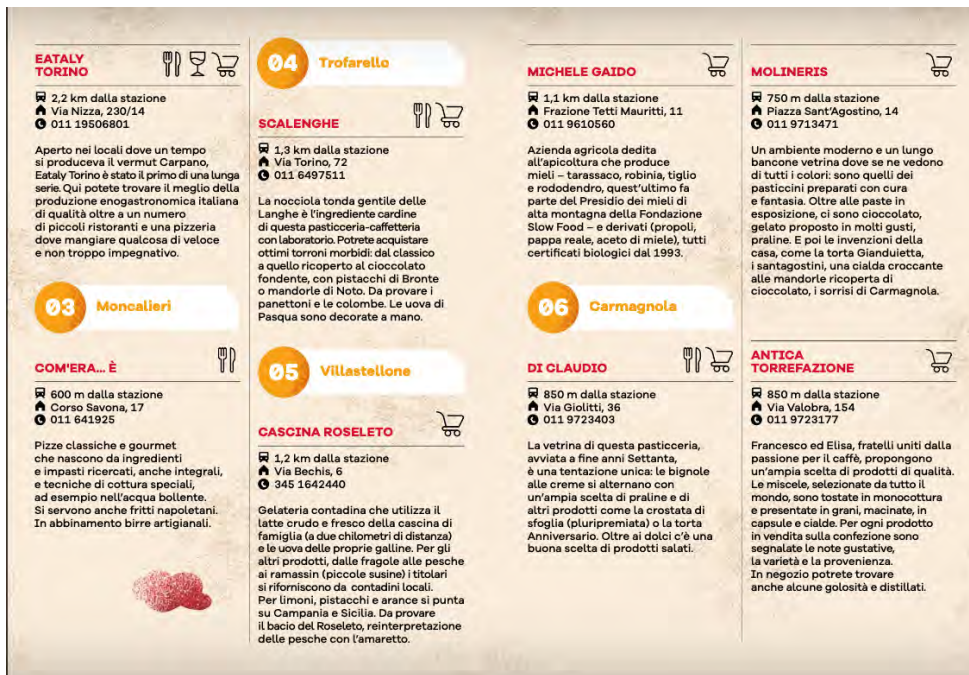 EATALY
TORINO
2,2 km dalla stazione
Via Nizza, 230/14
011 19506801
Aperto nei locali dove un tempo
si produceva il vermut Carpano,
Eataly Torino è stato il primo di una lunga
serie. Qui potete trovare il meglio della
produzione enogastronomica italiana
di qualità oltre a un numero
di piccoli ristoranti e una pizzeria
dove mangiare qualcosa di veloce
e non troppo impegnativo.
03 Moncalieri
COM'ERA... È
600 m dalla stazione
Corso Savona, 17
011 641925
Pizze classiche e gourmet
che nascono da ingredienti
e impasti ricercati, anche integrali,
e tecniche di cottura speciali,
ad esempio nell'acqua bollente.
Si servono anche fritti napoletani.
In abbinamento birre artigianali.
04 Trofarello
SCALENGHE
1,3 km dalla stazione
Via Torino, 72
011 6497511
La nocciola tonda gentile delle
Langhe è l'ingrediente cardine
di questa pasticceria-caffetteria
con laboratorio. Potrete acquistare
ottimi torroni morbidi: dal classico
a quello ricoperto al cioccolato
fondente, con pistacchi di Bronte
o mandorle di Noto. Da provare i
panettoni e le colombe. Le uova di
Pasqua sono decorate a mano.
05 Villastellone
CASCINA ROSELETO
1,2 km dalla stazione
Via Bechis, 6
345 1642440
Gelateria contadina che utilizza il
latte crudo e fresco della cascina di
famiglia (a due chilometri di distanza)
e le uova delle proprie galline. Per gli
altri prodotti, dalle fragole alle pesche
ai ramassin (piccole susine) i titolari
si riforniscono da contadini locali.
Per limoni, pistacchi e arance si punta
su Campania e Sicilia. Da provare
il bacio del Roseleto, reinterpretazione
delle pesche con l'amaretto.
MICHELE GAIDO
1,1 km dalla stazione
Frazione Tetti Mauritti, 11
011 9610560
Azienda agricola dedita
all'apicoltura che produce
mieli – tarassaco, robinia, tiglio
e rododendro, quest'ultimo fa
parte del Presidio dei mieli di
alta montagna della Fondazione
Slow Food – e derivati (propoli,
pappa reale, aceto di miele), tutti
certificati biologici dal 1993.
06 Carmagnola
DI CLAUDIO
850 m dalla stazione
Via Giolitti, 36
011 9723403
La vetrina di questa pasticceria,
avviata a fine anni Settanta,
è una tentazione unica: le bignole
alle creme si alternano con
un'ampia scelta di praline e di
altri prodotti come la crostata di
sfoglia (pluripremiata) o la torta
Anniversario. Oltre ai dolci c'è una
buona scelta di prodotti salati.
MOLINERIS
750 m dalla stazione
Piazza Sant'Agostino, 14
011 9713471
Un ambiente moderno e un lungo
bancone vetrina dove se ne vedono
di tutti i colori: sono quelli dei
pasticcini preparati con cura
e fantasia. Oltre alle paste in
esposizione, ci sono cioccolato,
gelato proposto in molti gusti,
praline. E poi le invenzioni della
casa, come la torta Gianduietta,
i santagostini, una cialda croccante
alle mandorle ricoperta di
cioccolato, i sorrisi di Carmagnola.
ANTICA
TORREFAZIONE
850 m dalla stazione
Via Valobra, 154
011 9723177
Francesco ed Elisa, fratelli uniti dalla
passione per il caffè, propongono
un'ampia scelta di prodotti di qualità.
Le miscele, selezionate da tutto il
mondo, sono tostate in monocottura
e presentate in grani, macinate, in
capsule e cialde. Per ogni prodotto
in vendita sulla confezione sono
segnalate le note gustative,
la varietà e la provenienza.
In negozio potrete trovare
anche alcune golosità e distillati.